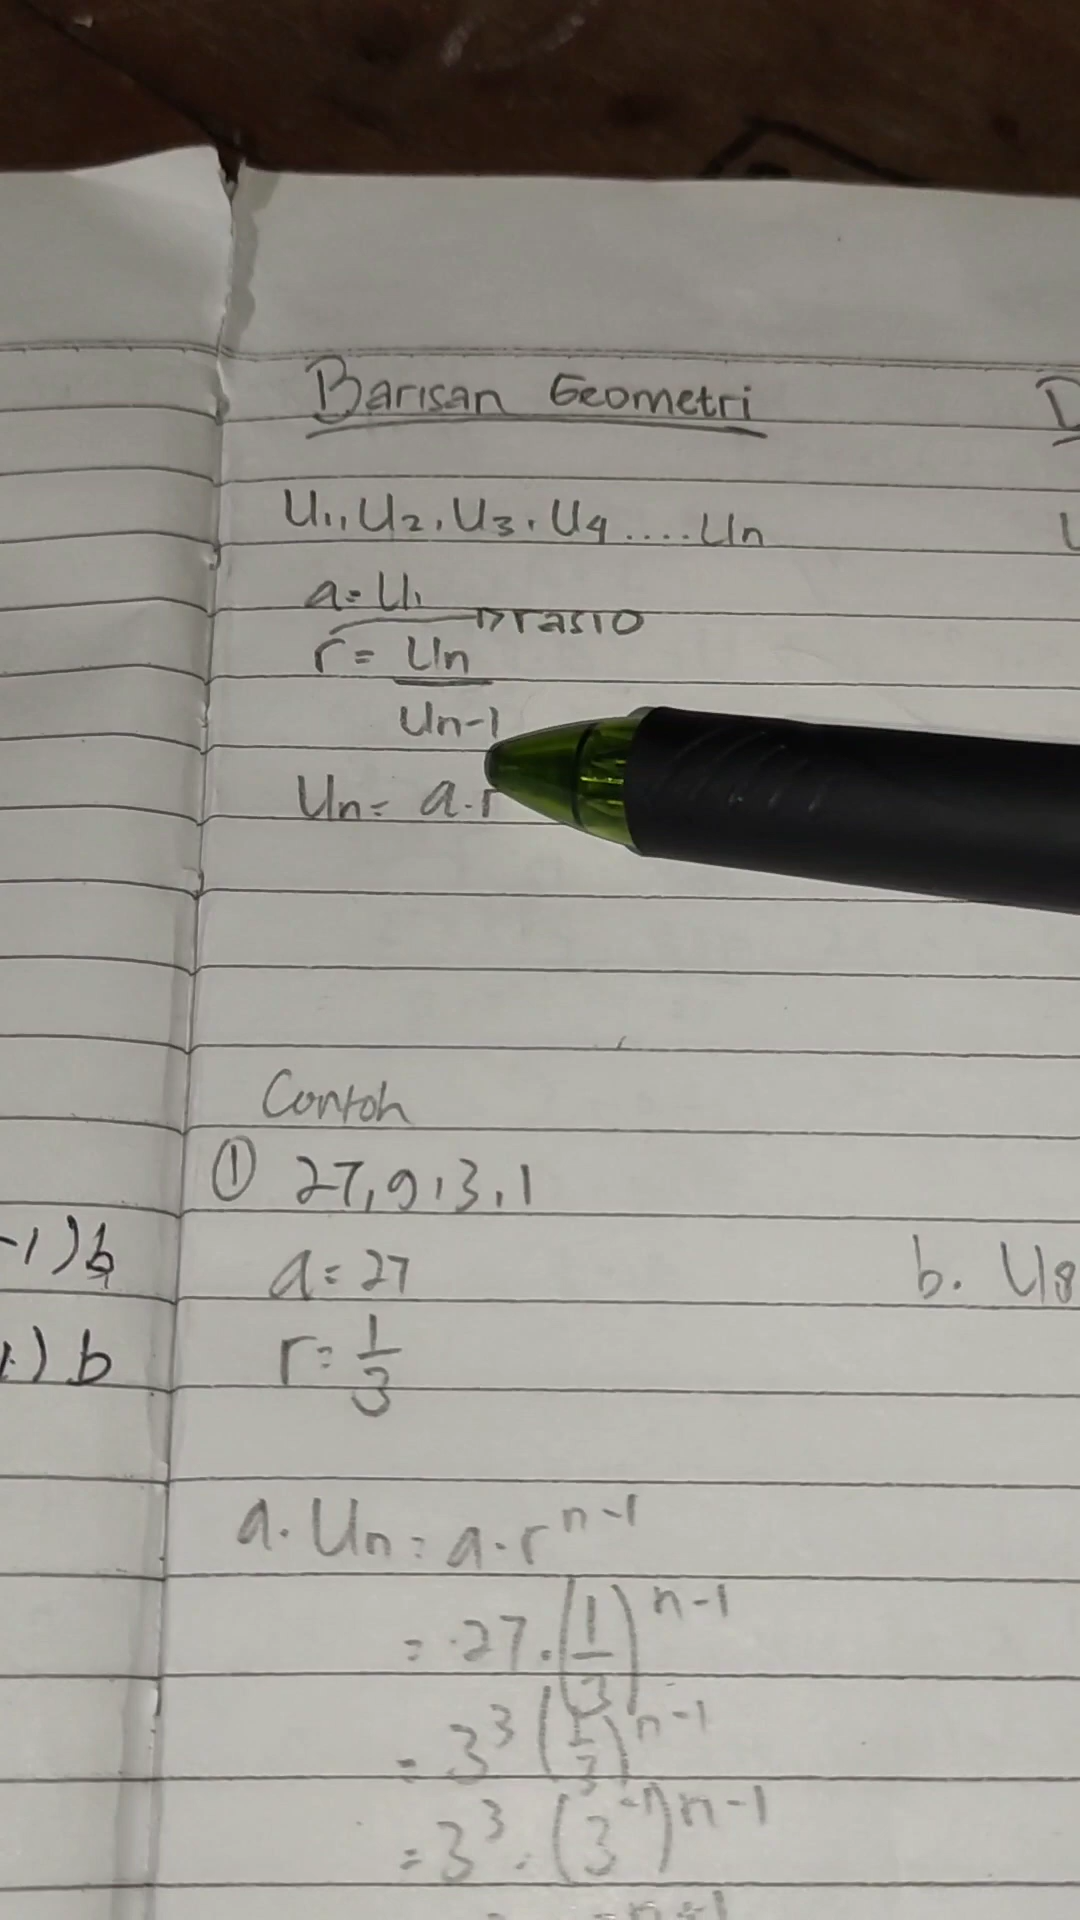 Barisan Geometri
U₁, U₂, U₃, U₄ .... Un
a = U₁
→ rasio
r = Un
Un-1
Un = a.r
Contoh
① 27, 9, 3, 1
-1) b
a = 27
b. U8
) b
r = 1/3
a. Un = a.r^n-1
= 27.(1/3)^n-1
= 3^3 (1/3)^n-1
= 3^3 . (3^-1)^n-1
-n+1